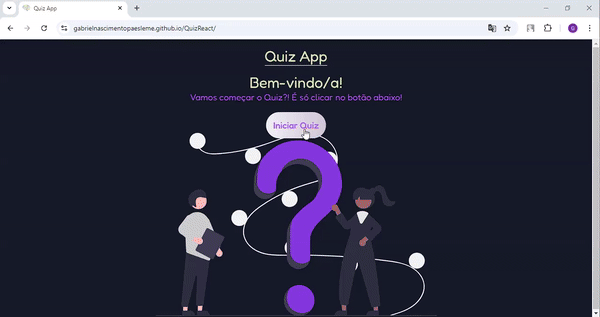 Quiz App
gabrielnascimentopaesleme.github.io/QuizReact/
G
Quiz App
Bem-vindo/a!
Vamos começar o Quiz?! É só clicar no botão abaixo!
Iniciar Quiz
?